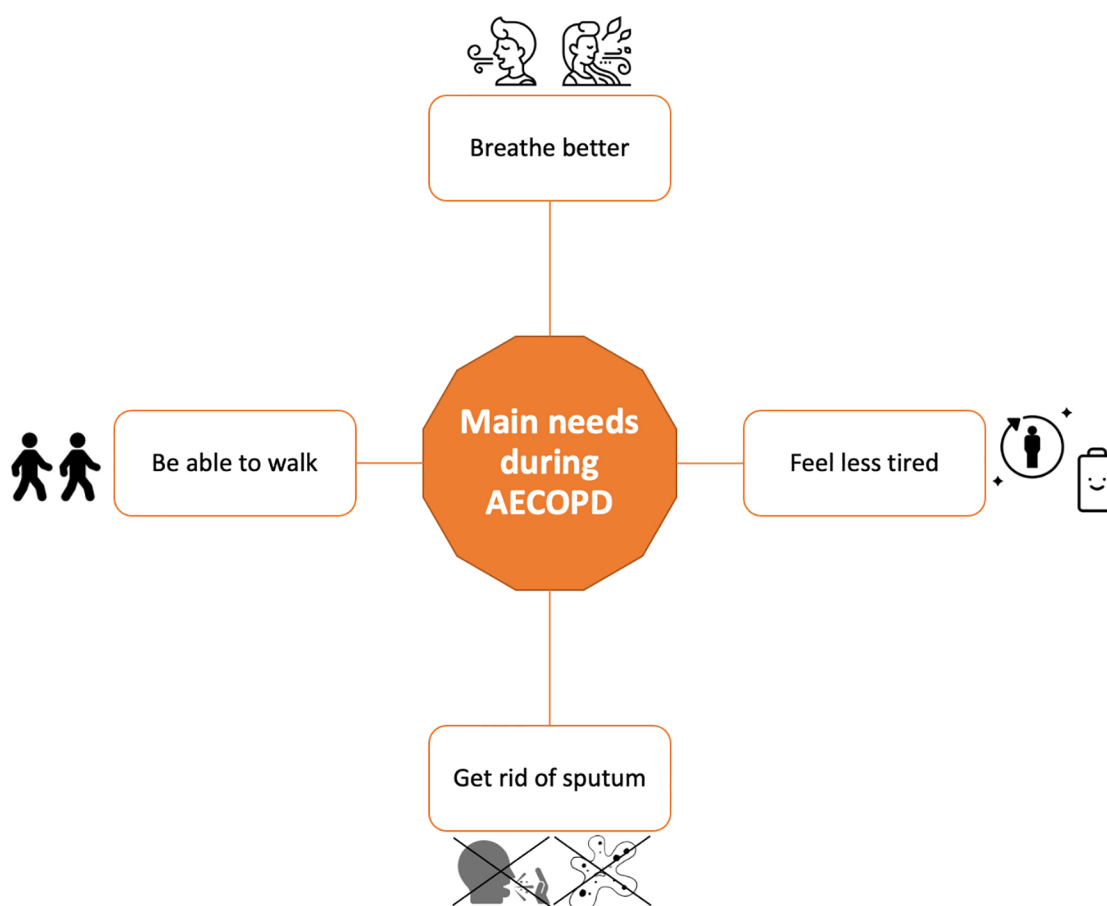 Breathe better
Be able to walk
Main needs
during
AECOPD
Feel less tired
Get rid of sputum